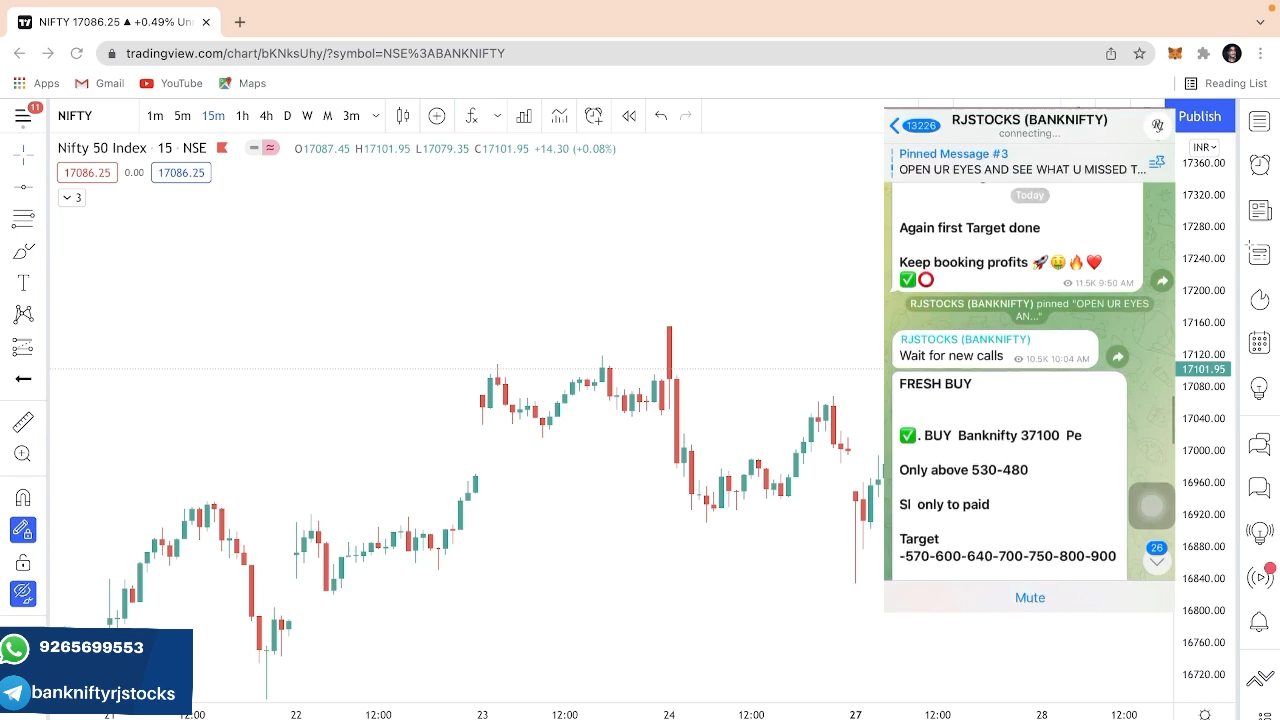 NIFTY 17086.25 ▲ +0.49% Un
tradingview.com/chart/bKNksUhy/?symbol=NSE%3ABANKNIFTY
Apps
Gmail
YouTube
Maps
Reading List
11
NIFTY
1m 5m 15m 1h 4h D W M 3m
Publish
Nifty 50 Index · 15 · NSE
O17087.45 H17101.95 L17079.35 C17101.95 +14.30 (+0.08%)
17086.25 0.00 17086.25
3
INR
17360.00
17320.00
17280.00
17240.00
17200.00
17160.00
17120.00
17101.95
17080.00
17040.00
17000.00
16960.00
16920.00
16880.00
16840.00
16800.00
16760.00
16720.00
13226
RJSTOCKS (BANKNIFTY)
connecting...
Pinned Message #3
OPEN UR EYES AND SEE WHAT U MISSED T...
Today
Again first Target done
Keep booking profits 🚀🤑🔥❤️
✅⭕
11.5K 9:50 AM
RJSTOCKS (BANKNIFTY) pinned "OPEN UR EYES
AN..."
RJSTOCKS (BANKNIFTY)
Wait for new calls
10.5K 10:04 AM
FRESH BUY
✅. BUY Banknifty 37100 Pe
Only above 530-480
Sl only to paid
Target
-570-600-640-700-750-800-900
26
Mute
9265699553
bankniftyrjstocks
21 12:00 22 12:00 23 12:00 24 12:00 27 12:00 28 12:00